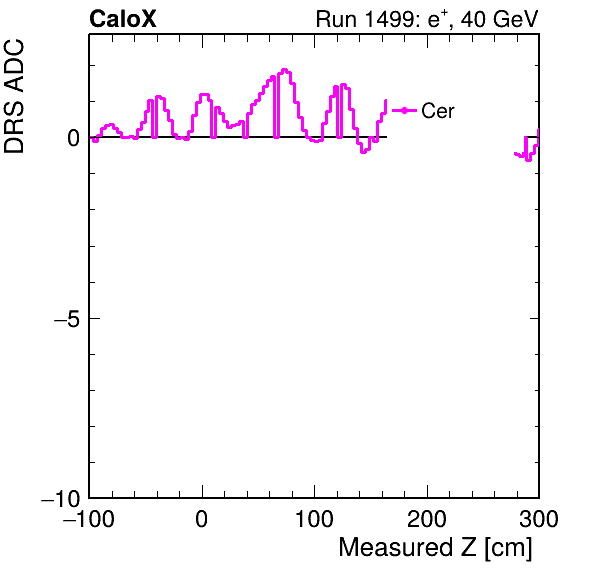 CaloX Run 1499: e⁺, 40 GeV
DRS ADC
Cer
0
−5
−10
−100 0 100 200 300
Measured Z [cm]